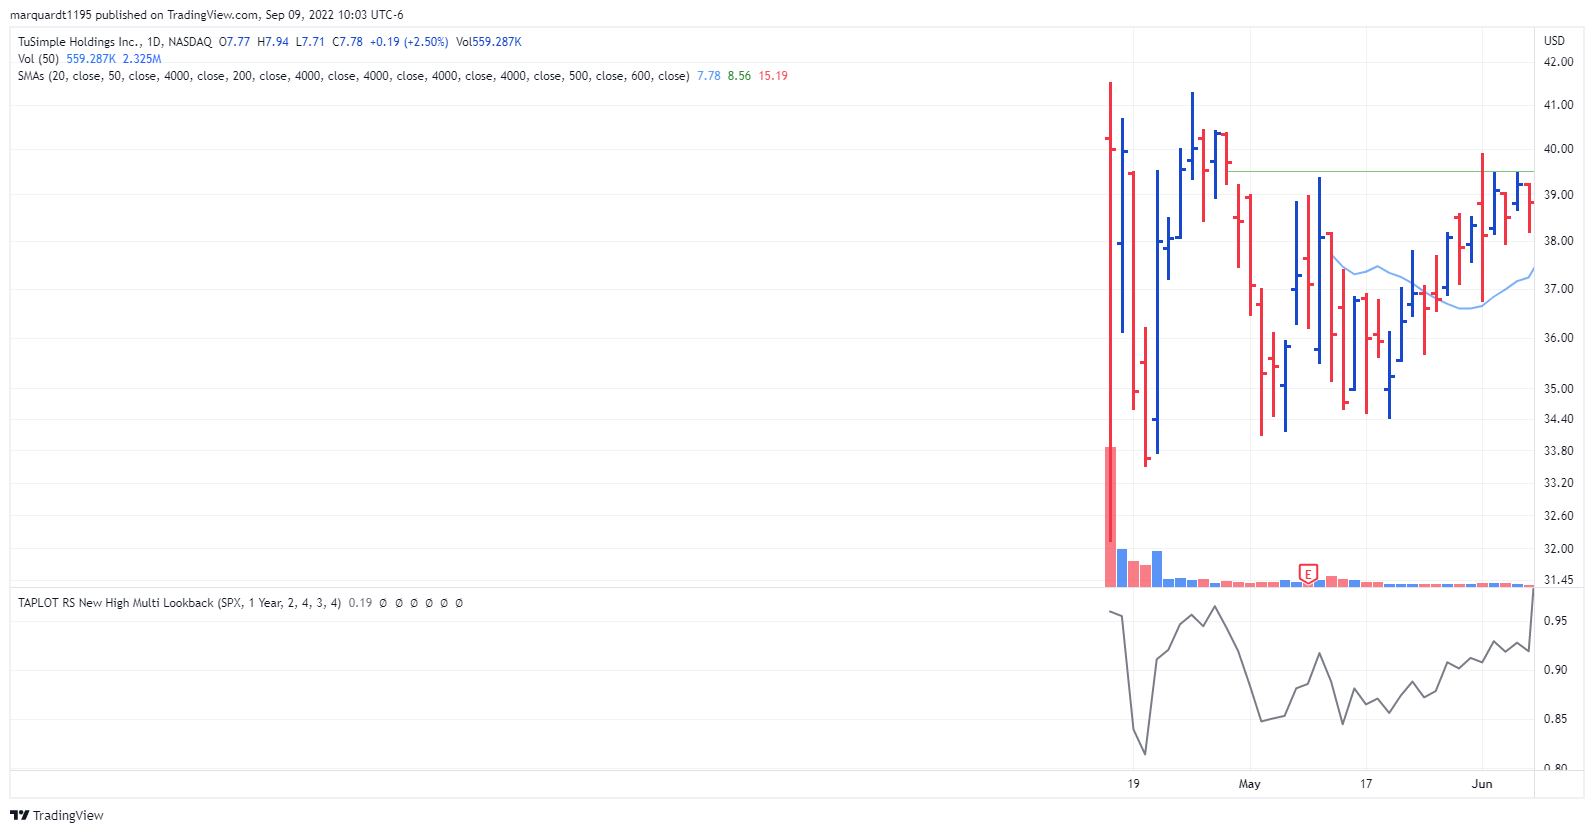 marquardt1195 published on TradingView.com, Sep 09, 2022 10:03 UTC-6
TuSimple Holdings Inc., 1D, NASDAQ O7.77 H7.94 L7.71 C7.78 +0.19 (+2.50%) Vol559.287K
Vol (50) 559.287K 2.325M
SMAs (20, close, 50, close, 4000, close, 200, close, 4000, close, 4000, close, 4000, close, 4000, close, 500, close, 600, close) 7.78 8.56 15.19
USD
42.00
41.00
40.00
39.00
38.00
37.00
36.00
35.00
34.40
33.80
33.20
32.60
32.00
31.45
E
TAPLOT RS New High Multi Lookback (SPX, 1 Year, 2, 4, 3, 4) 0.19 Ø Ø Ø Ø Ø Ø
0.95
0.90
0.85
0.80
19 May 17 Jun
TradingView